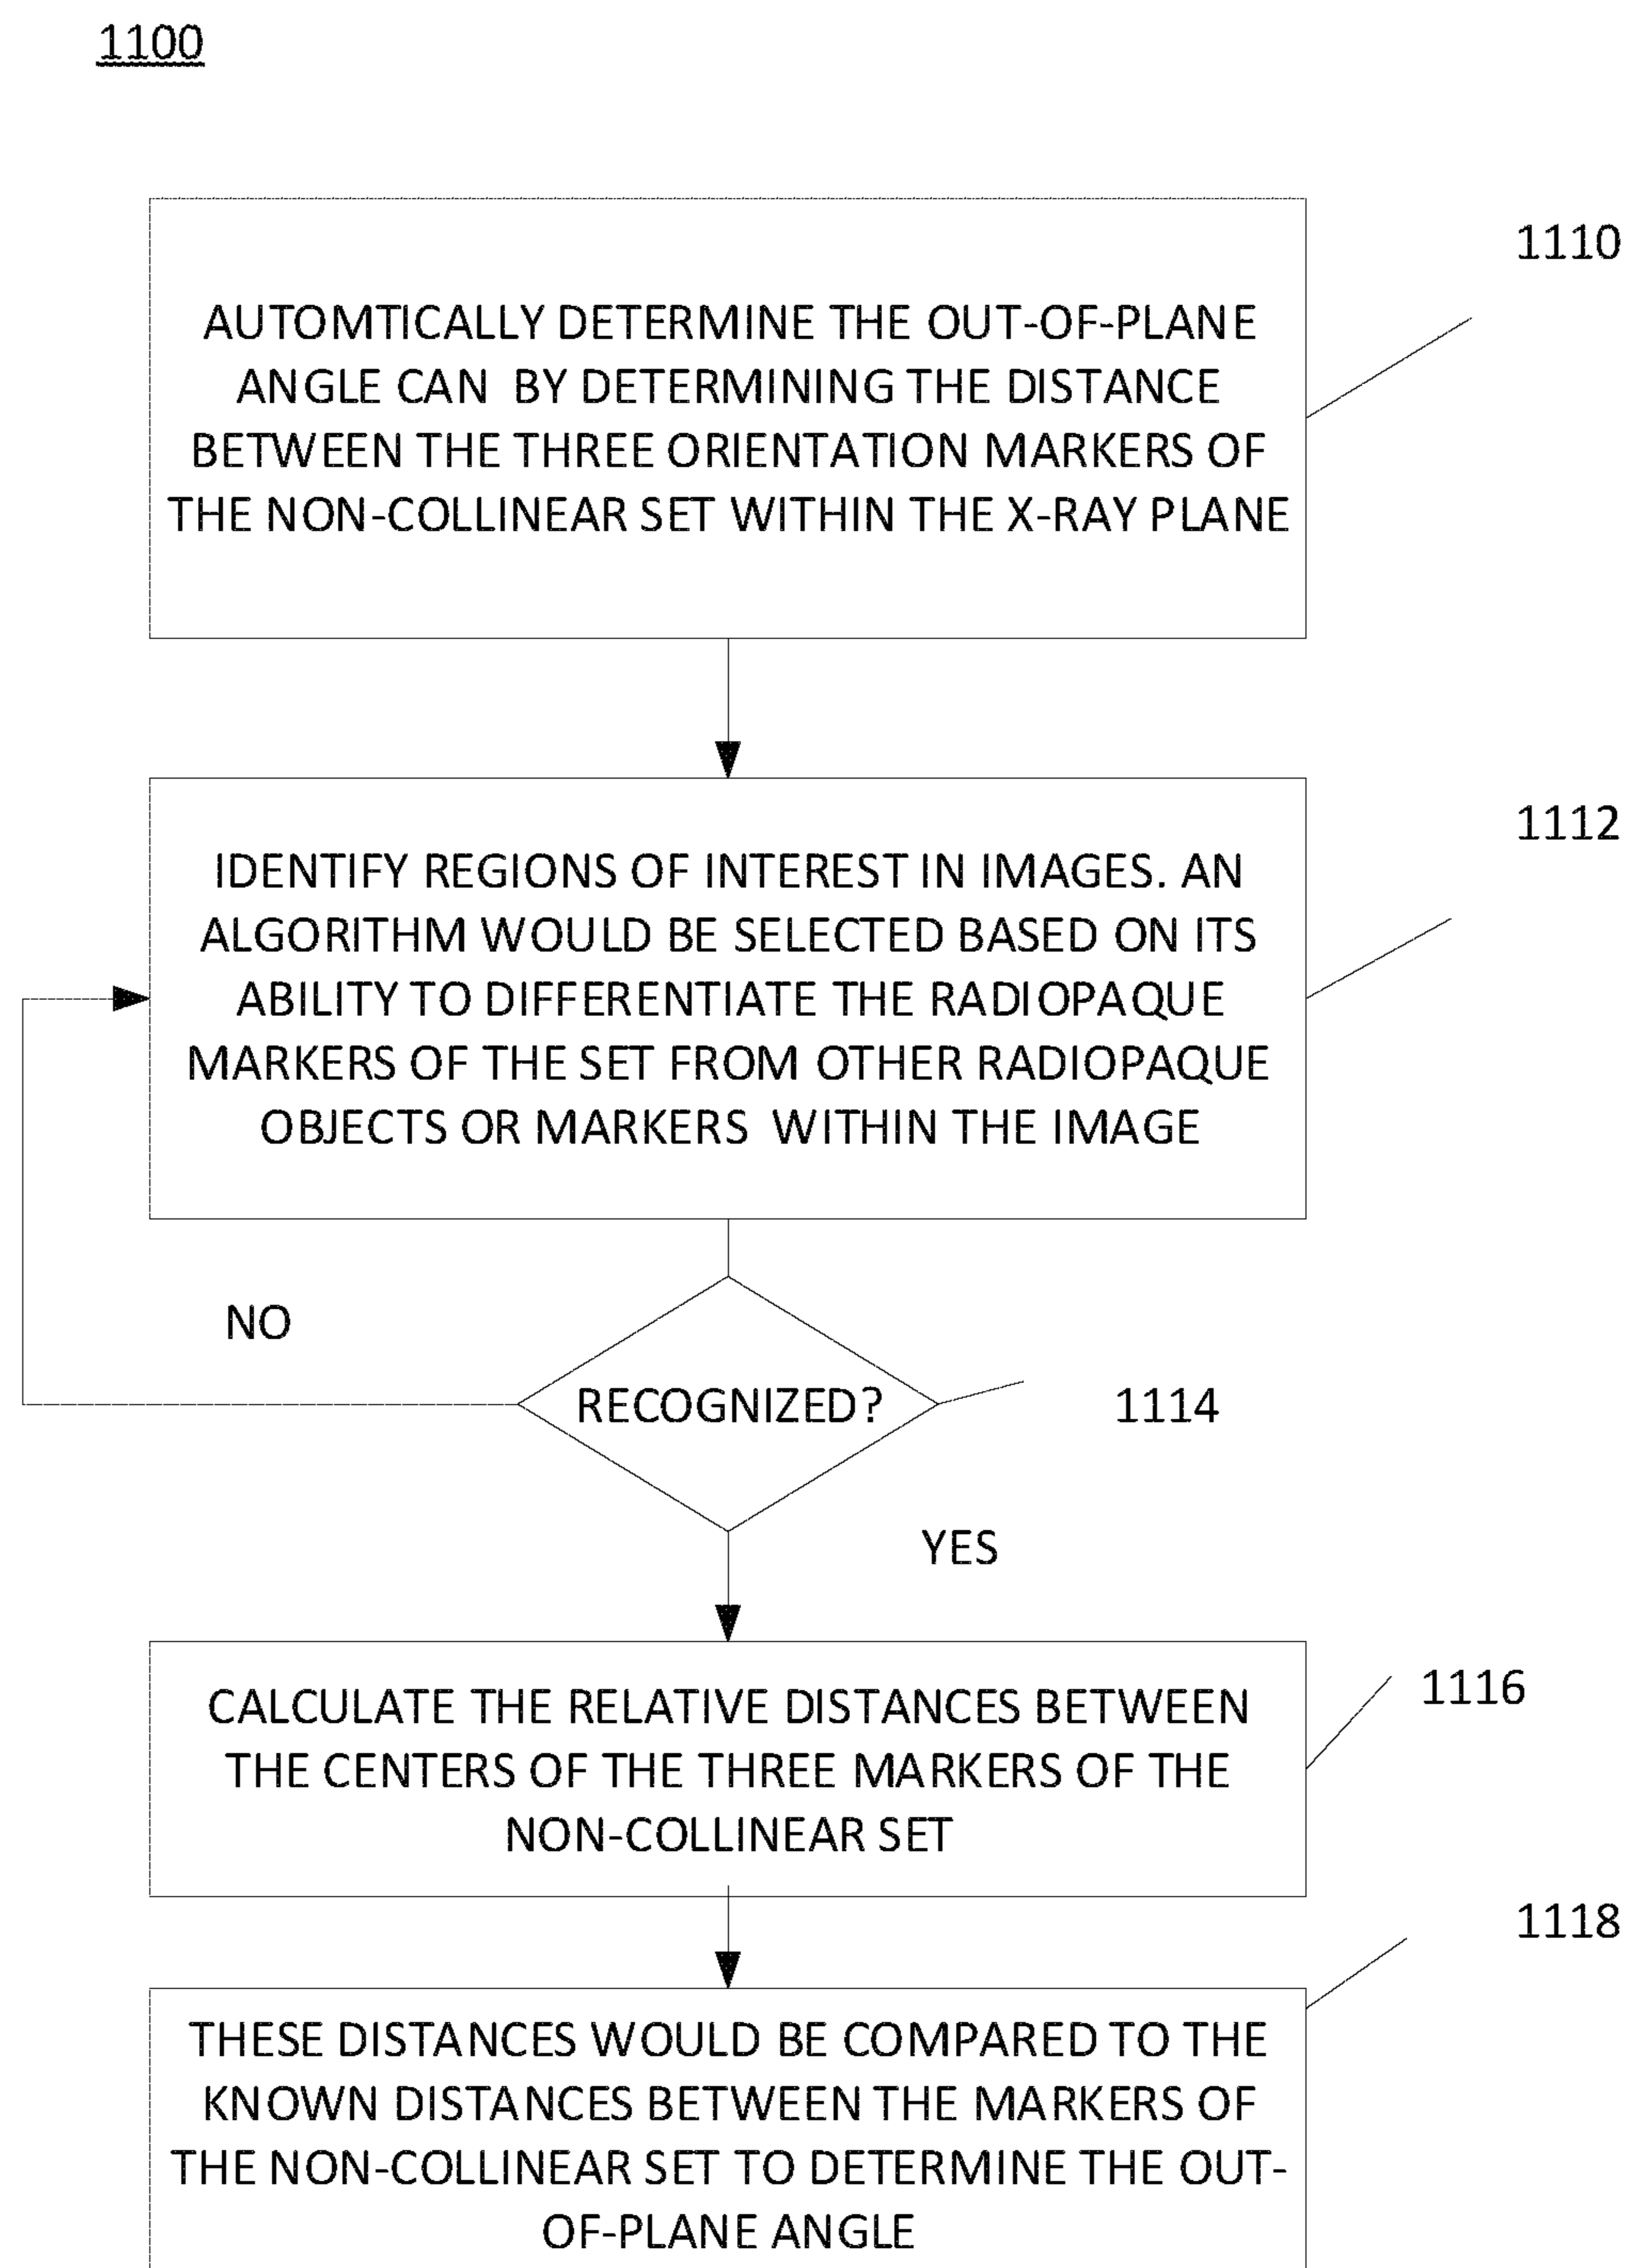 1100
1110
AUTOMTICALLY DETERMINE THE OUT-OF-PLANE
ANGLE CAN BY DETERMINING THE DISTANCE
BETWEEN THE THREE ORIENTATION MARKERS OF
THE NON-COLLINEAR SET WITHIN THE X-RAY PLANE
1112
IDENTIFY REGIONS OF INTEREST IN IMAGES. AN
ALGORITHM WOULD BE SELECTED BASED ON ITS
ABILITY TO DIFFERENTIATE THE RADIOPAQUE
MARKERS OF THE SET FROM OTHER RADIOPAQUE
OBJECTS OR MARKERS WITHIN THE IMAGE
NO
RECOGNIZED?
1114
YES
1116
CALCULATE THE RELATIVE DISTANCES BETWEEN
THE CENTERS OF THE THREE MARKERS OF THE
NON-COLLINEAR SET
1118
THESE DISTANCES WOULD BE COMPARED TO THE
KNOWN DISTANCES BETWEEN THE MARKERS OF
THE NON-COLLINEAR SET TO DETERMINE THE OUT-
OF-PLANE ANGLE